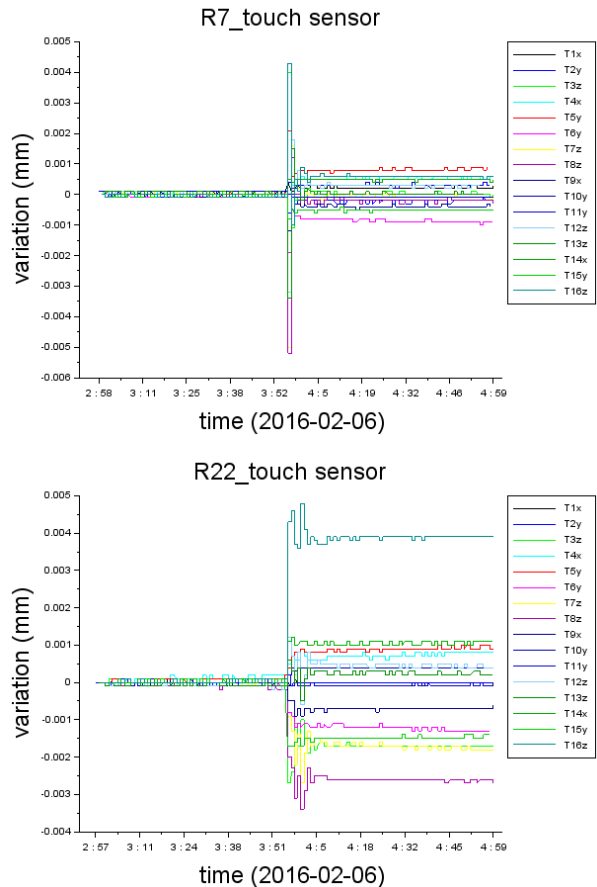 R7_touch sensor
0.005
0.004
0.003
0.002
0.001
0
-0.001
-0.002
-0.003
-0.004
-0.005
-0.006
variation (mm)
2 : 58
3 : 11
3 : 25
3 : 38
3 : 52
4 : 5
4 : 19
4 : 32
4 : 46
4 : 59
time (2016-02-06)
T1x
T2y
T3z
T4x
T5y
T6y
T7z
T8z
T9x
T10y
T11y
T12z
T13z
T14x
T15y
T16z
R22_touch sensor
0.005
0.004
0.003
0.002
0.001
0
-0.001
-0.002
-0.003
-0.004
variation (mm)
2 : 57
3 : 11
3 : 24
3 : 38
3 : 51
4 : 5
4 : 18
4 : 32
4 : 45
4 : 59
time (2016-02-06)
T1x
T2y
T3z
T4x
T5y
T6y
T7z
T8z
T9x
T10y
T11y
T12z
T13z
T14x
T15y
T16z